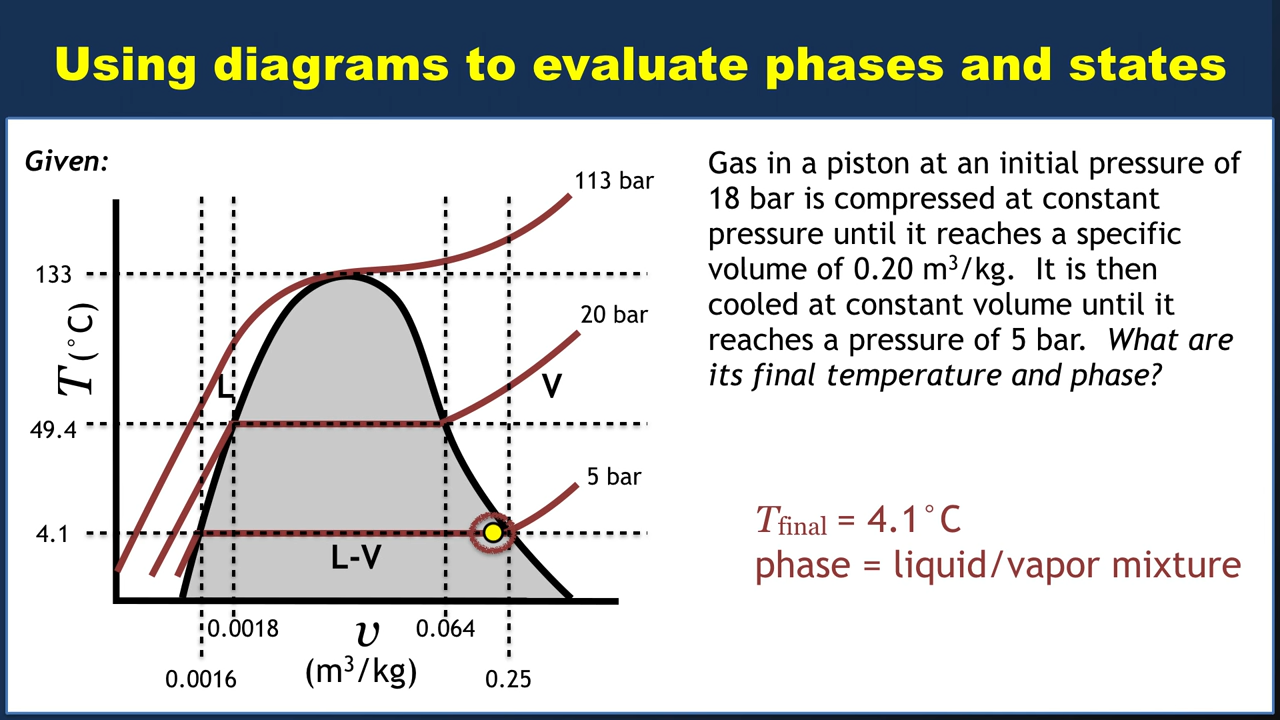 Using diagrams to evaluate phases and states
Given:
113 bar
133
20 bar
T (°C)
L
V
49.4
5 bar
4.1
L-V
0.0018
υ
0.064
(m³/kg)
0.0016
0.25
Gas in a piston at an initial pressure of
18 bar is compressed at constant
pressure until it reaches a specific
volume of 0.20 m³/kg. It is then
cooled at constant volume until it
reaches a pressure of 5 bar. What are
its final temperature and phase?
Tfinal = 4.1°C
phase = liquid/vapor mixture